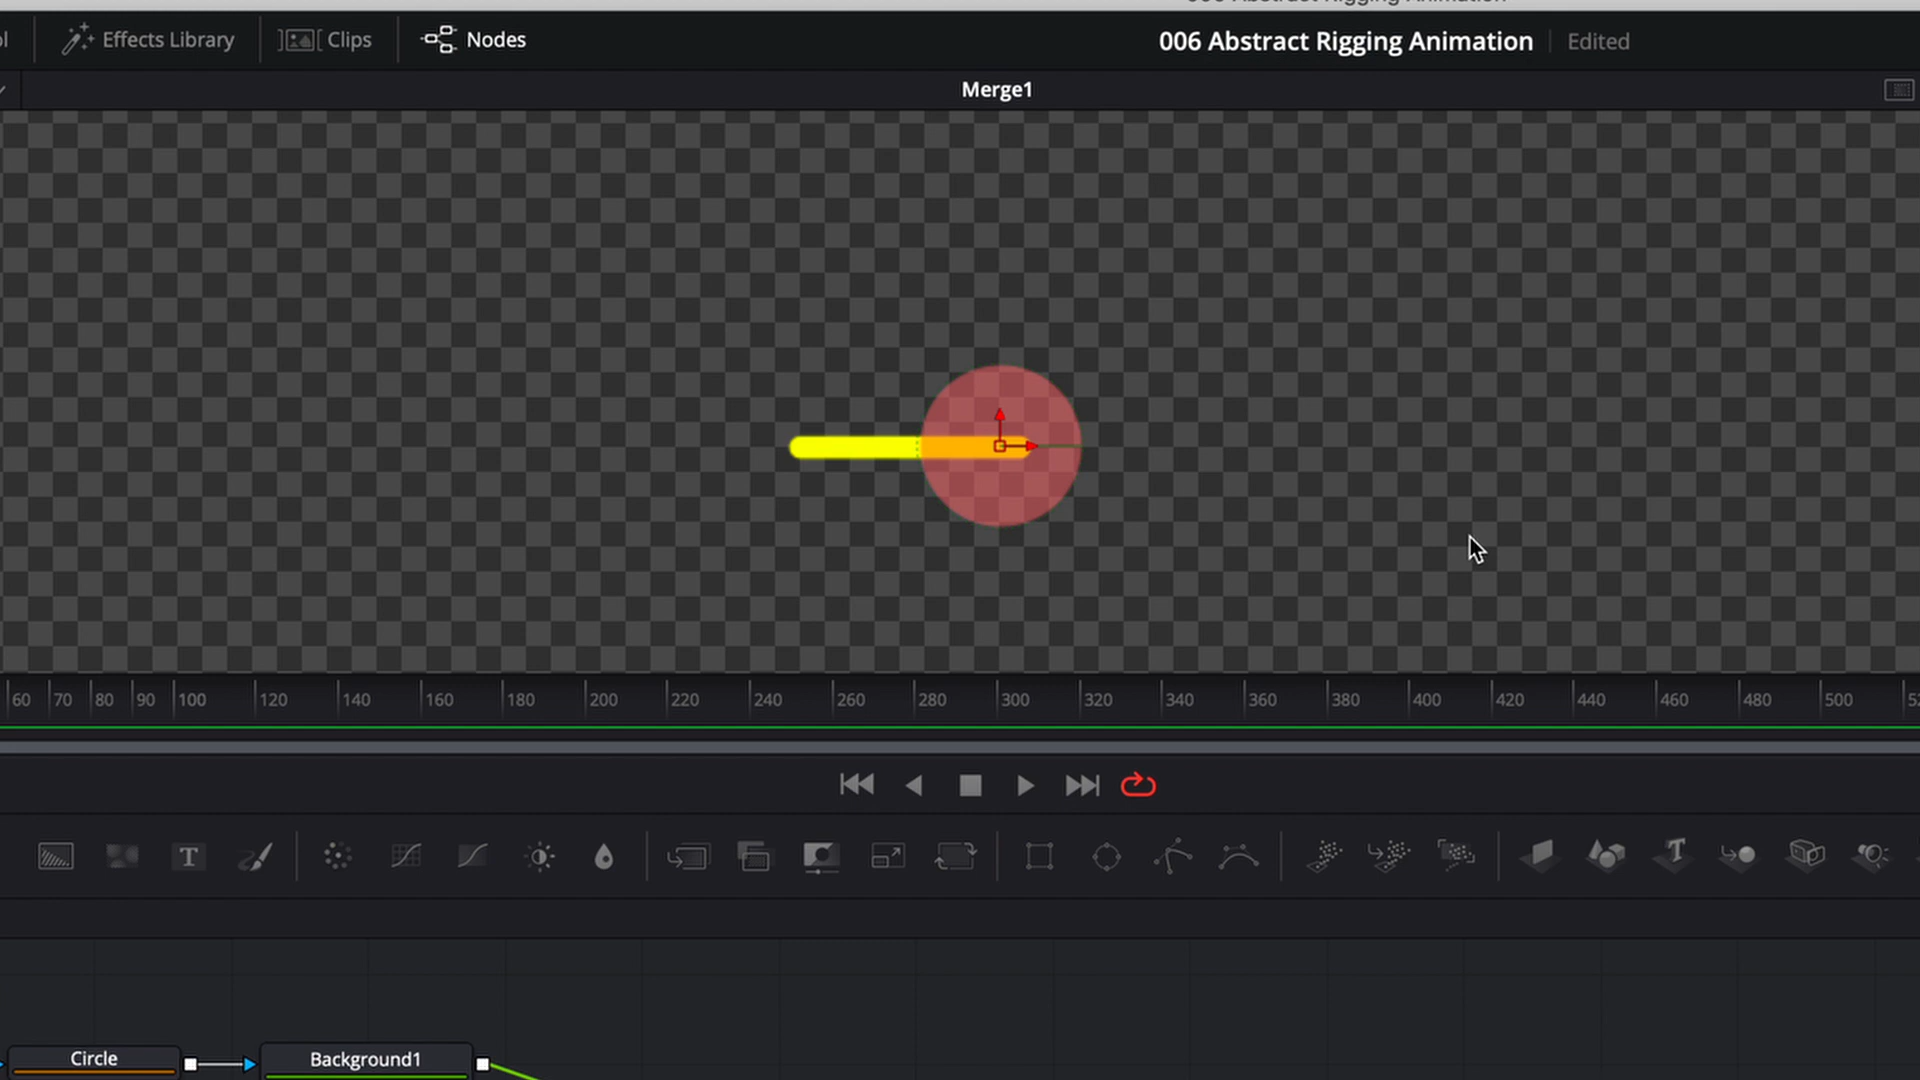 Effects Library
Clips
Nodes
006 Abstract Rigging Animation
Edited
Merge1
60 70 80 90 100 120 140 160 180 200 220 240 260 280 300 320 340 360 380 400 420 440 460 480 500
T
T
Circle
Background1